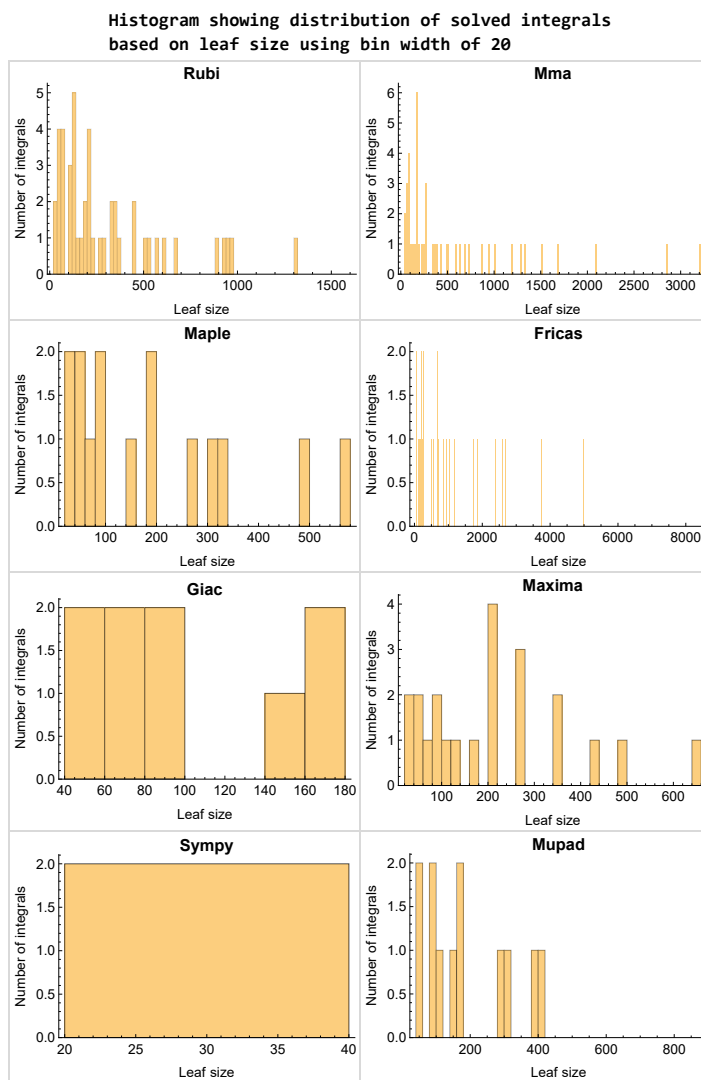 Histogram showing distribution of solved integrals
based on leaf size using bin width of 20
Rubi
Number of integrals
5
4
3
2
1
0
0 500 1000 1500
Leaf size
Mma
Number of integrals
6
5
4
3
2
1
0
0 500 1000 1500 2000 2500 3000
Leaf size
Maple
Number of integrals
2.0
1.5
1.0
0.5
0.0
100 200 300 400 500
Leaf size
Fricas
Number of integrals
2.0
1.5
1.0
0.5
0.0
0 2000 4000 6000 8000
Leaf size
Giac
Number of integrals
2.0
1.5
1.0
0.5
0.0
40 60 80 100 120 140 160 180
Leaf size
Maxima
Number of integrals
4
3
2
1
0
100 200 300 400 500 600
Leaf size
Sympy
Number of integrals
2.0
1.5
1.0
0.5
0.0
20 25 30 35 40
Leaf size
Mupad
Number of integrals
2.0
1.5
1.0
0.5
0.0
200 400 600 800
Leaf size